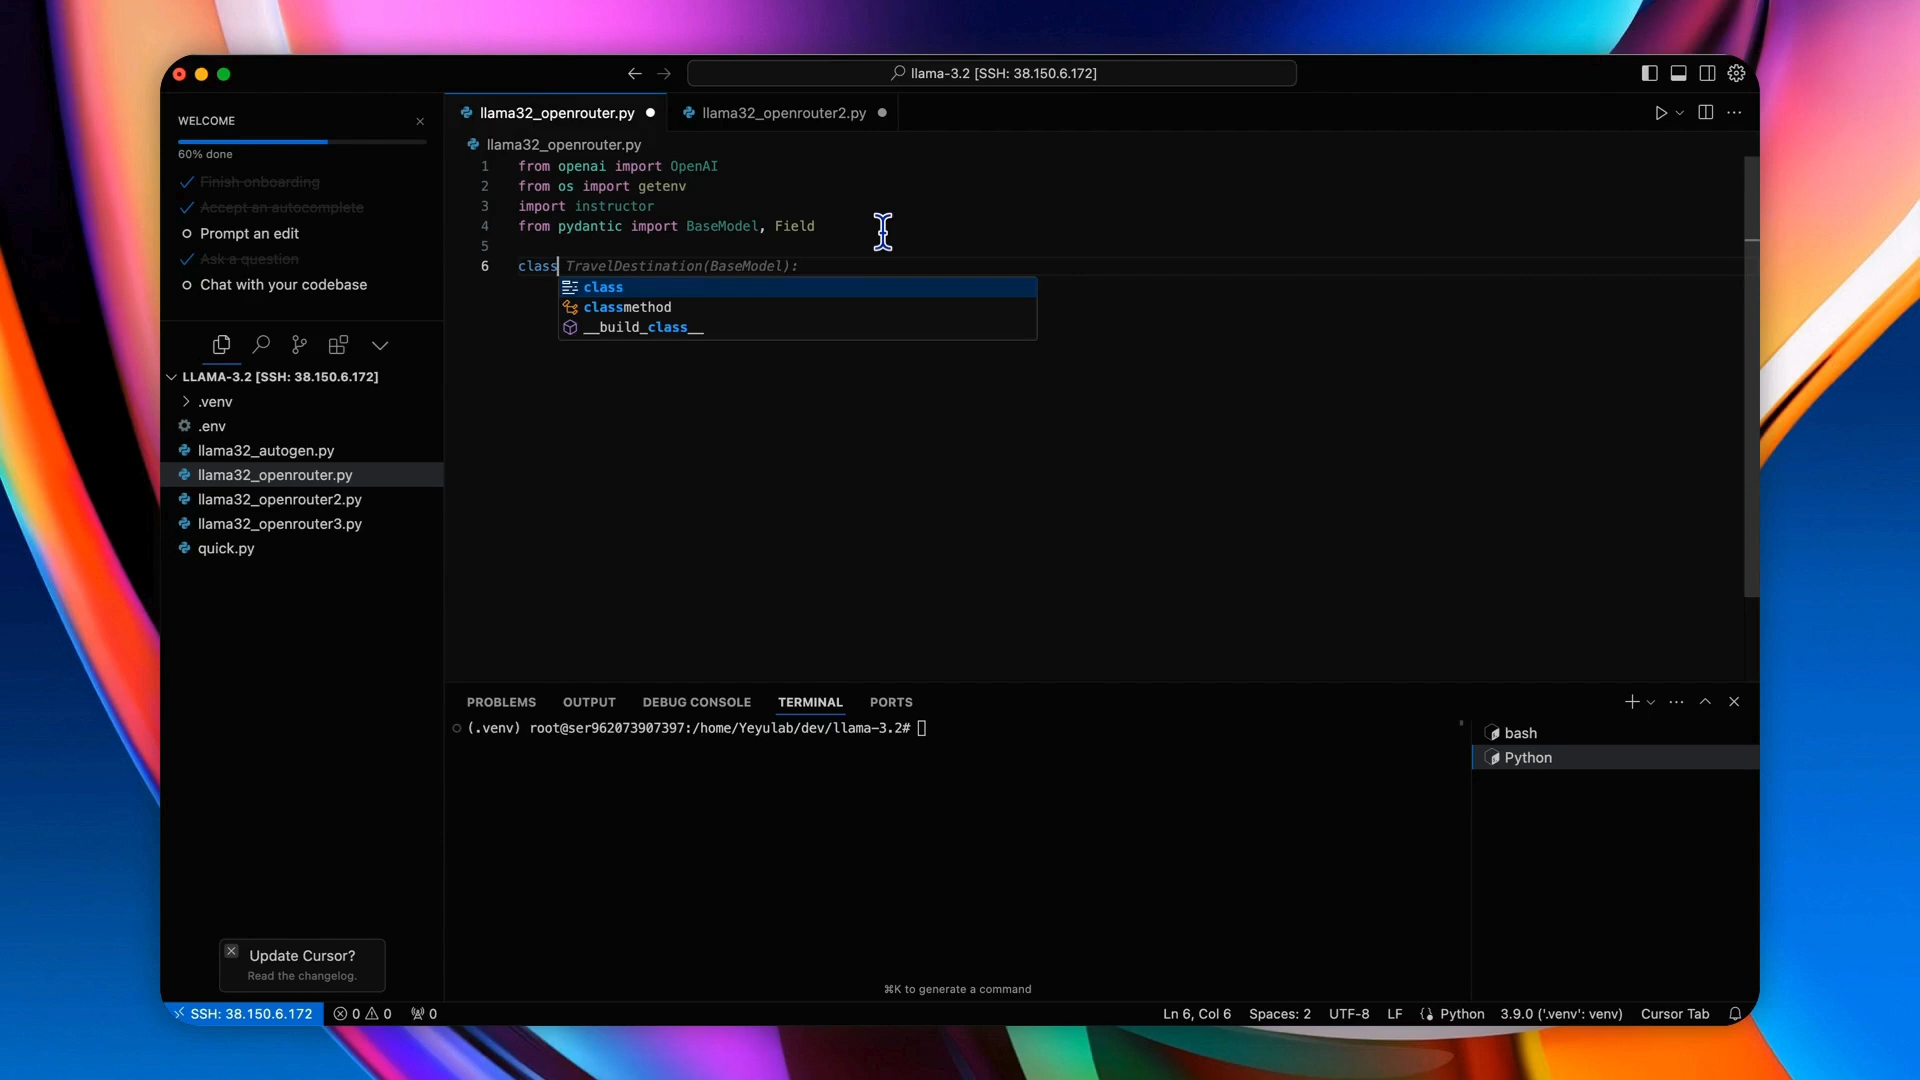 llama-3.2 [SSH: 38.150.6.172]
WELCOME
60% done
Finish onboarding
Accept an autocomplete
Prompt an edit
Ask a question
Chat with your codebase
LLAMA-3.2 [SSH: 38.150.6.172]
.venv
.env
llama32_autogen.py
llama32_openrouter.py
llama32_openrouter2.py
llama32_openrouter3.py
quick.py
Update Cursor?
Read the changelog.
llama32_openrouter.py
llama32_openrouter2.py
llama32_openrouter.py
1 from openai import OpenAI
2 from os import getenv
3 import instructor
4 from pydantic import BaseModel, Field
5
6 class TravelDestination(BaseModel):
class
classmethod
__build_class__
PROBLEMS OUTPUT DEBUG CONSOLE TERMINAL PORTS
(.venv) root@ser962073907397:/home/Yeyulab/dev/llama-3.2#
bash
Python
⌘K to generate a command
SSH: 38.150.6.172 0 0 0 Ln 6, Col 6 Spaces: 2 UTF-8 LF Python 3.9.0 ('.venv': venv) Cursor Tab